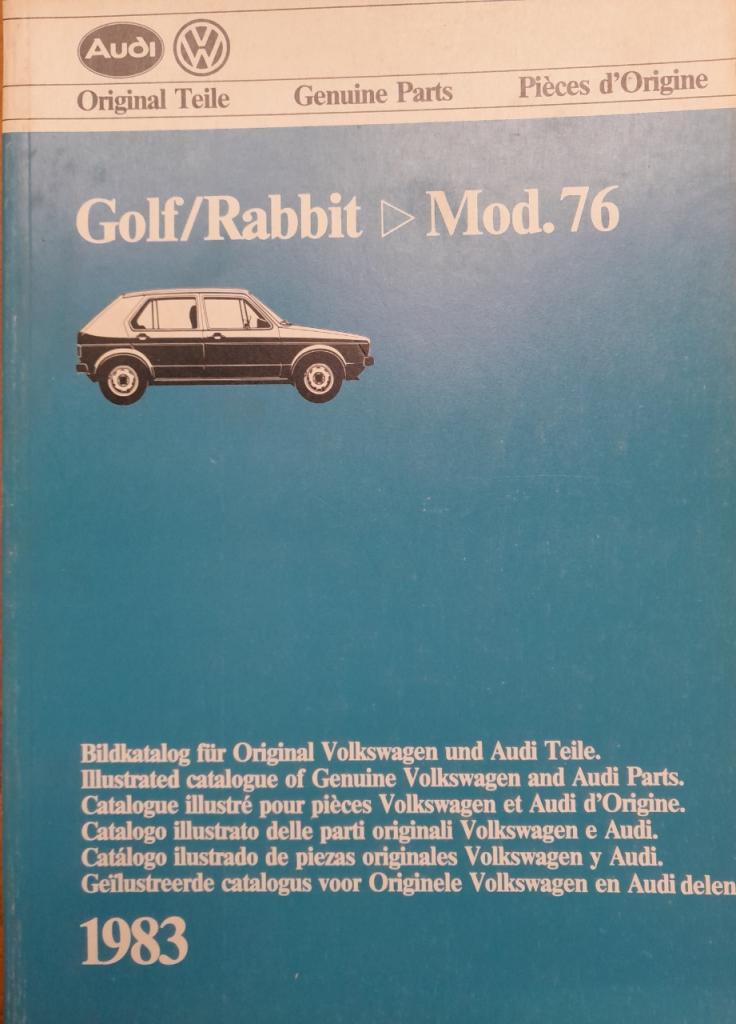 Audi VW
Original Teile Genuine Parts Pièces d'Origine
Golf/Rabbit ▷ Mod. 76
Bildkatalog für Original Volkswagen und Audi Teile.
Illustrated catalogue of Genuine Volkswagen and Audi Parts.
Catalogue illustré pour pièces Volkswagen et Audi d'Origine.
Catalogo illustrato delle parti originali Volkswagen e Audi.
Catálogo ilustrado de piezas originales Volkswagen y Audi.
Geïlustreerde catalogus voor Originele Volkswagen en Audi delen
1983